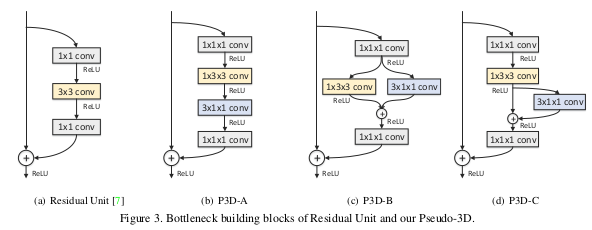 1x1 conv
ReLU
3x3 conv
ReLU
1x1 conv
+
ReLU
(a) Residual Unit [7]
1x1x1 conv
ReLU
1x3x3 conv
ReLU
3x1x1 conv
ReLU
1x1x1 conv
+
ReLU
(b) P3D-A
1x1x1 conv
ReLU
1x3x3 conv
3x1x1 conv
ReLU
+
ReLU
1x1x1 conv
+
ReLU
(c) P3D-B
1x1x1 conv
ReLU
1x3x3 conv
ReLU
3x1x1 conv
+
ReLU
1x1x1 conv
+
ReLU
(d) P3D-C
Figure 3. Bottleneck building blocks of Residual Unit and our Pseudo-3D.